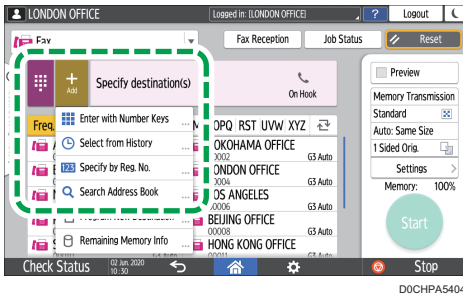 LONDON OFFICE
Logged in: [LONDON OFFICE]
? Logout
Fax
Fax Reception
Job Status
Reset
Add
Specify destination(s)
On Hook
Preview
Memory Transmission
Standard
Auto: Same Size
1 Sided Orig.
Settings
Memory: 100%
Start
Freq.
OPQ RST UVW XYZ
Enter with Number Keys ...
Select from History ...
123 Specify by Reg. No. ...
Search Address Book ...
Remaining Memory Info ...
OKOHAMA OFFICE
0002 G3 Auto
ONDON OFFICE
0004 G3 Auto
OS ANGELES
0006 G3 Auto
BEIJING OFFICE
00008 G3 Auto
HONG KONG OFFICE
Check Status
02 Jun. 2020
10:30
Stop
D0CHPA5404